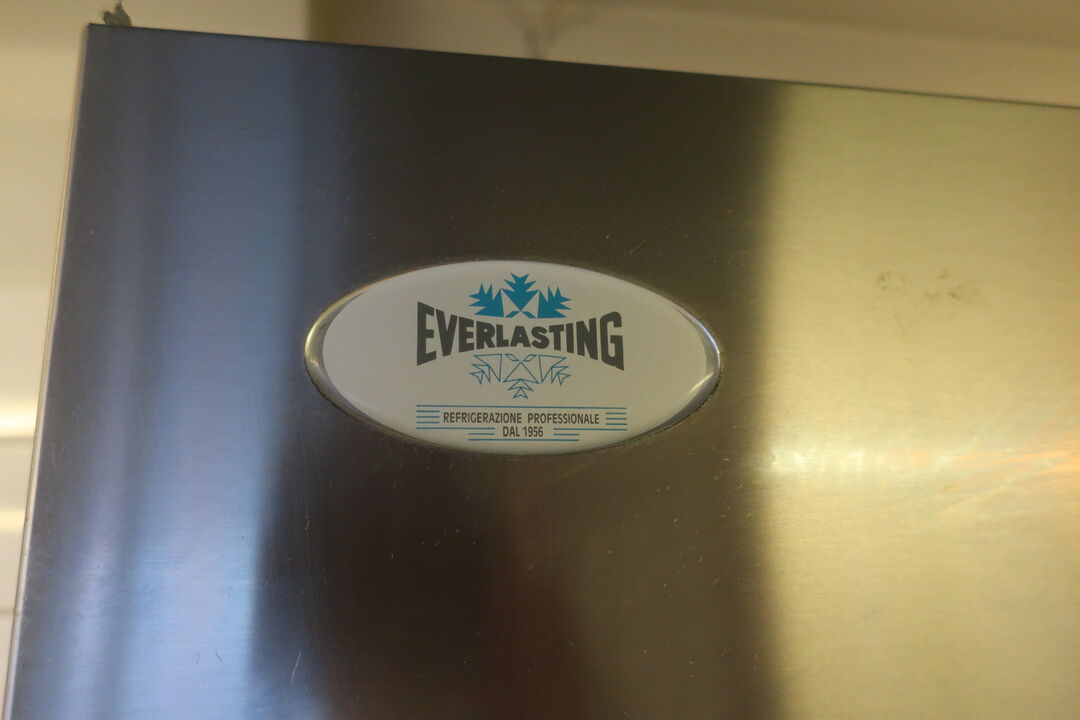 EVERLASTING
REFRIGERAZIONE PROFESSIONALE
DAL 1956